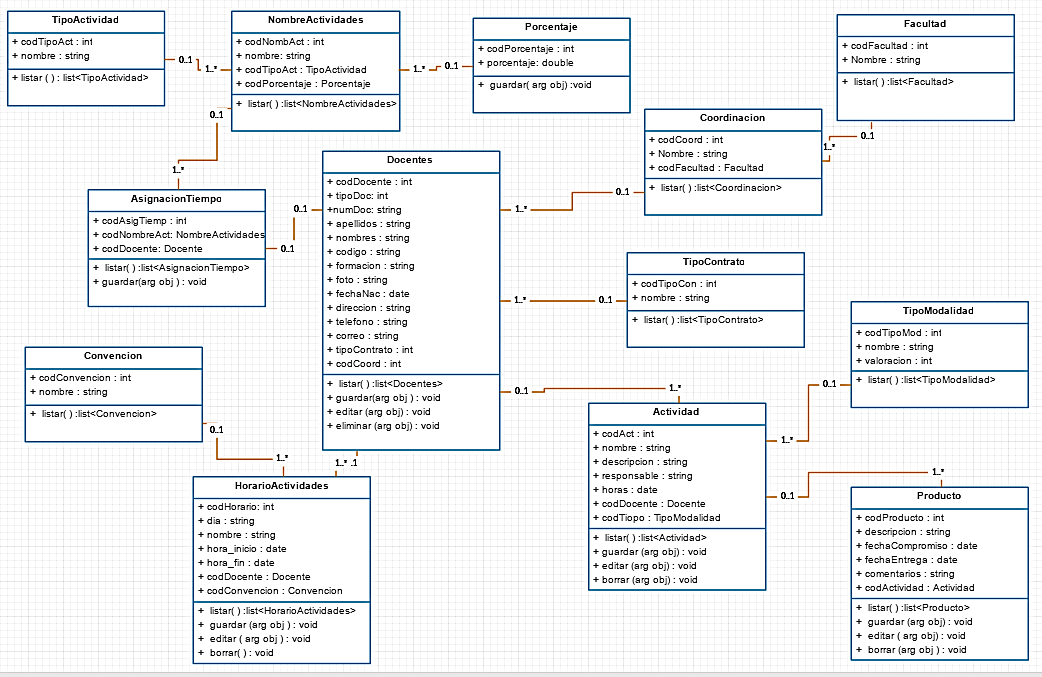 TipoActividad
+ codTipoAct : int
+ nombre : string
+ listar ( ) : list<TipoActividad>
0..1
1..*
NombreActividades
+ codNombAct : int
+ nombre: string
+ codTipoAct : TipoActividad
+ codPorcentaje : Porcentaje
+ listar( ) :list<NombreActividades>
1..*
0..1
Porcentaje
+ codPorcentaje : int
+ porcentaje: double
+ guardar( arg obj) :void
Facultad
+ codFacultad : int
+ Nombre : string
+ listar( ) :list<Facultad>
0..1
1..*
Coordinacion
+ codCoord : int
+ Nombre : string
+ codFacultad : Facultad
+ listar( ) :list<Coordinacion>
0..1
1..*
0..1
1..*
AsignacionTiempo
+ codAsigTiemp : int
+ codNombreAct: NombreActividades
+ codDocente: Docente
+ listar( ) :list<AsignacionTiempo>
+ guardar(arg obj ) : void
0..1
0..1
Docentes
+ codDocente : int
+ tipoDoc: int
+numDoc: string
+ apellidos : string
+ nombres : string
+ codigo : string
+ formacion : string
+ foto : string
+ fechaNac : date
+ direccion : string
+ telefono : string
+ correo : string
+ tipoContrato : int
+ codCoord : int
+ listar( ) :list<Docentes>
+ guardar(arg obj ) : void
+ editar (arg obj) : void
+ eliminar (arg obj) : void
1..*
0..1
TipoContrato
+ codTipoCon : int
+ nombre : string
+ listar( ) :list<TipoContrato>
TipoModalidad
+ codTipoMod : int
+ nombre : string
+ valoracion : int
+ listar( ) :list<TipoModalidad>
0..1
1..*
Convencion
+ codConvencion : int
+ nombre : string
+ listar( ) :list<Convencion>
0..1
1..*
1..* .1
0..1
1..*
Actividad
+ codAct : int
+ nombre : string
+ descripcion : string
+ responsable : string
+ horas : date
+ codDocente : Docente
+ codTiopo : TipoModalidad
+ listar( ) :list<Actividad>
+ guardar (arg obj) : void
+ editar (arg obj) : void
+ borrar (arg obj) : void
0..1
1..*
HorarioActividades
+ codHorario: int
+ dia : string
+ nombre : string
+ hora_inicio : date
+ hora_fin : date
+ codDocente : Docente
+ codConvencion : Convencion
+ listar( ) :list<HorarioActividades>
+ guardar (arg obj ) : void
+ editar ( arg obj ) : void
+ borrar( ) : void
Producto
+ codProducto : int
+ descripcion : string
+ fechaCompromiso : date
+ fechaEntrega : date
+ comentarios : string
+ codActividad : Actividad
+ listar( ) :list<Producto>
+ guardar (arg obj ) : void
+ editar ( arg obj) : void
+ borrar (arg obj ) : void